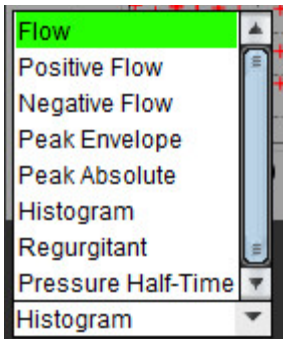 Flow
Positive Flow
Negative Flow
Peak Envelope
Peak Absolute
Histogram
Regurgitant
Pressure Half-Time
Histogram